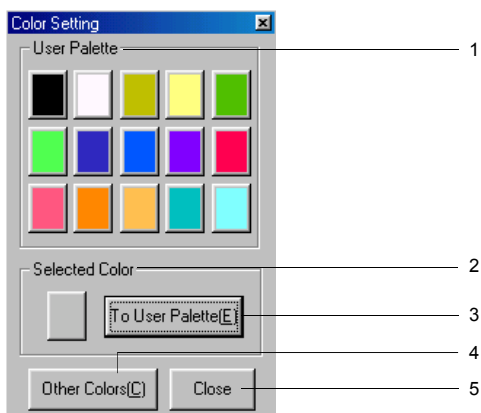 Color Setting
User Palette
1
Selected Color
2
To User Palette(E)
3
4
Other Colors(C)
Close
5